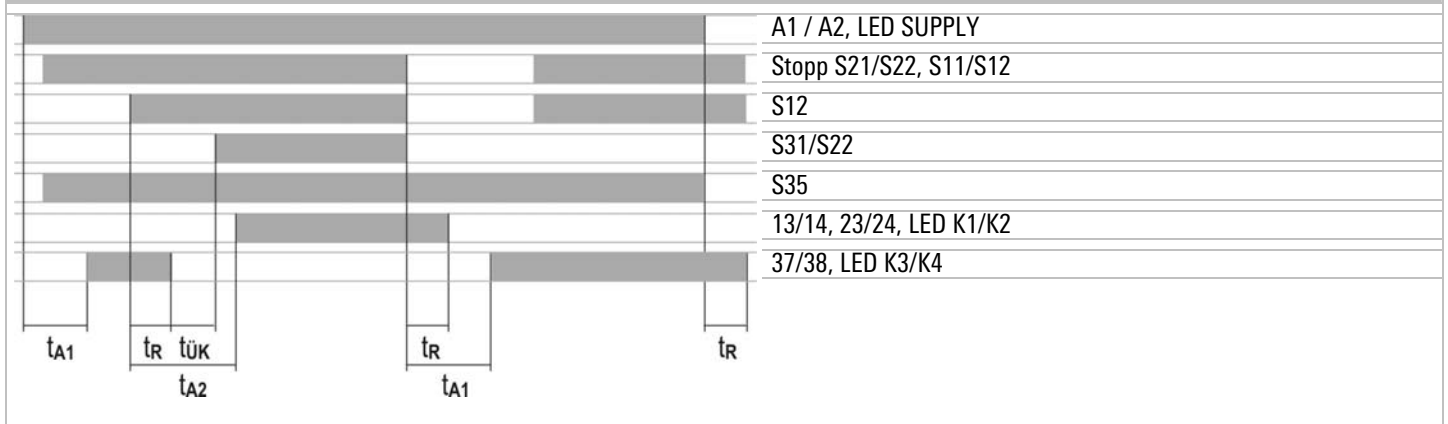 A1 / A2, LED SUPPLY
Stopp S21/S22, S11/S12
S12
S31/S22
S35
13/14, 23/24, LED K1/K2
37/38, LED K3/K4
tA1 tR tÜK tR tR
tA2 tA1